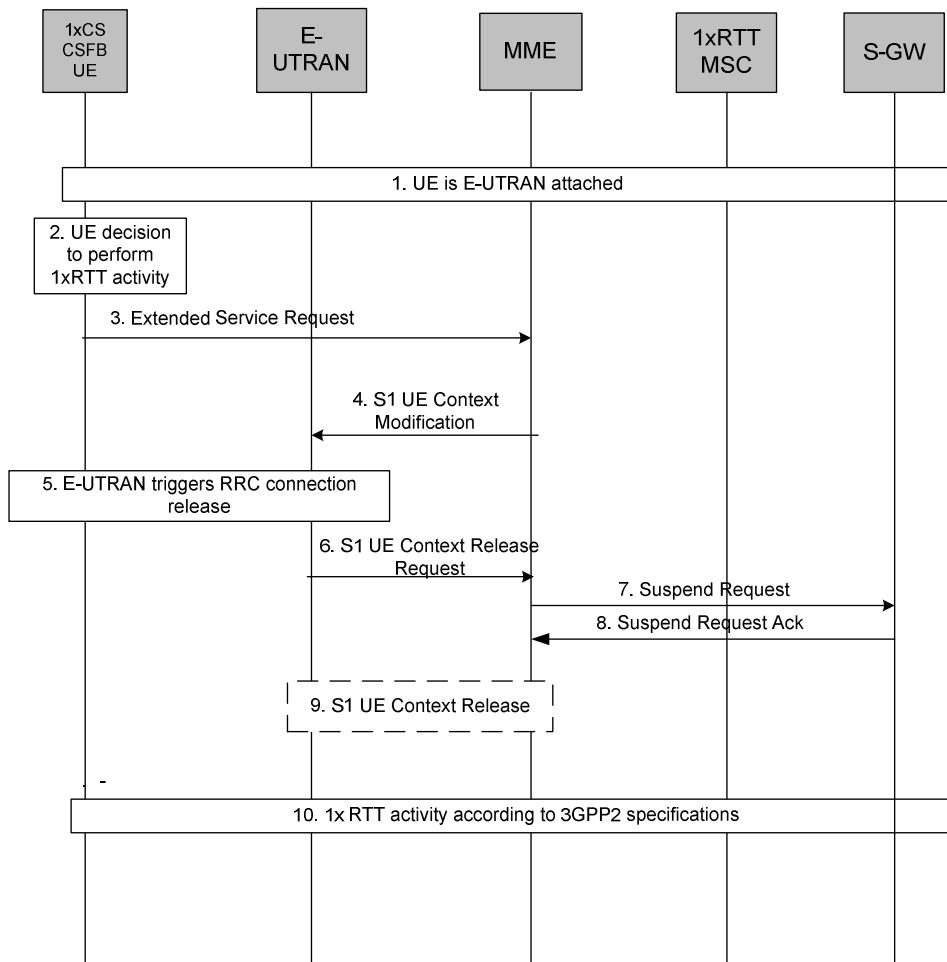 1xCS
CSFB
UE
E-
UTRAN
MME
1xRTT
MSC
S-GW
1. UE is E-UTRAN attached
2. UE decision
to perform
1xRTT activity
3. Extended Service Request
4. S1 UE Context
Modification
5. E-UTRAN triggers RRC connection
release
6. S1 UE Context Release
Request
7. Suspend Request
8. Suspend Request Ack
9. S1 UE Context Release
. -
10. 1x RTT activity according to 3GPP2 specifications